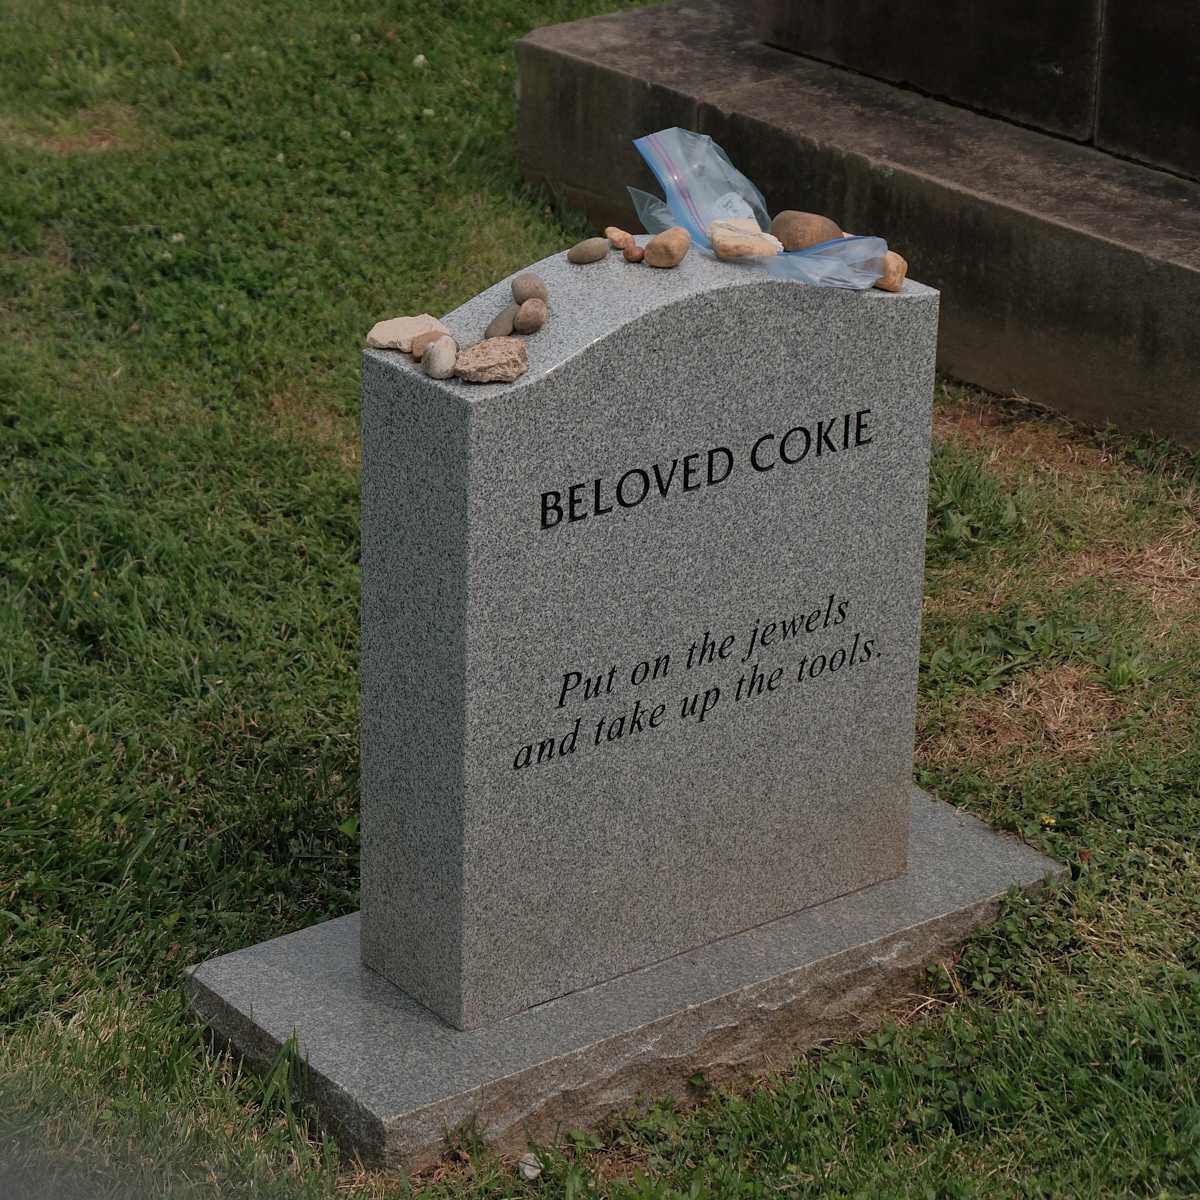 BELOVED COKIE
Put on the jewels
and take up the tools.